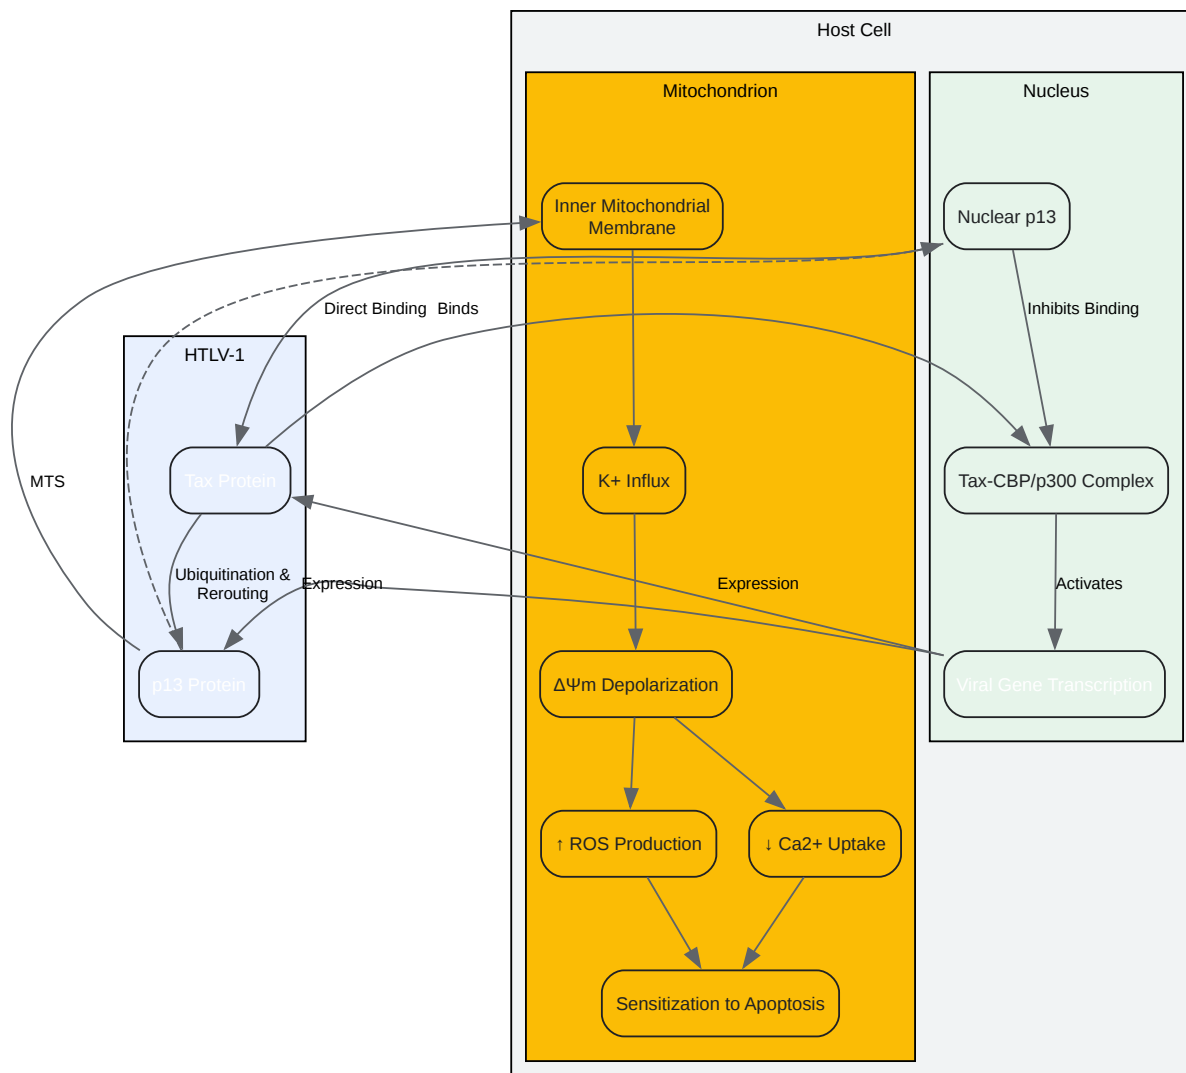 Host Cell
Mitochondrion
Nucleus
Inner Mitochondrial
Membrane
Nuclear p13
Direct Binding
Binds
Inhibits Binding
HTLV-1
MTS
Tax Protein
K+ Influx
Tax-CBP/p300 Complex
Ubiquitination &
Rerouting
Expression
Expression
Activates
p13 Protein
ΔΨm Depolarization
Viral Gene Transcription
↑ ROS Production
↓ Ca2+ Uptake
Sensitization to Apoptosis